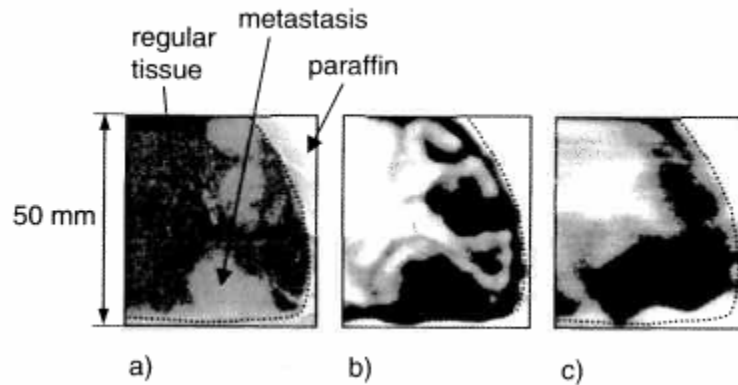 metastasis
regular
tissue
paraffin
50 mm
a)
b)
c)